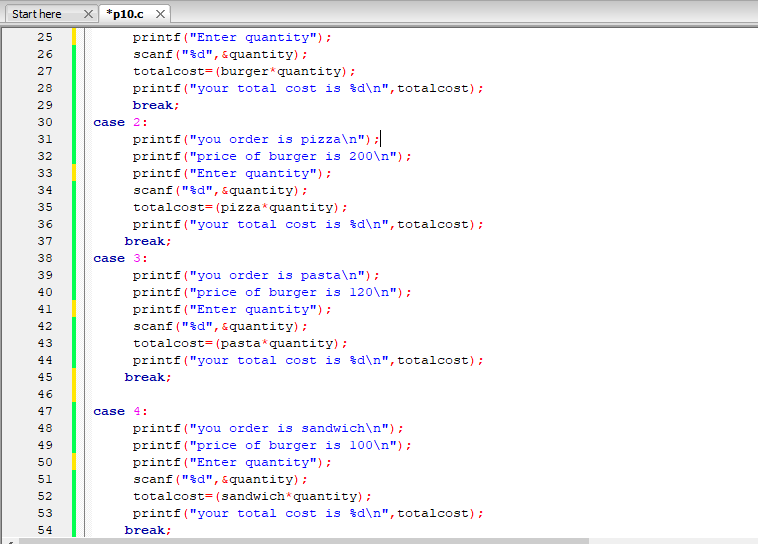 Start here *p10.c
25 printf("Enter quantity");
26 scanf("%d",&quantity);
27 totalcost=(burger*quantity);
28 printf("your total cost is %d\n",totalcost);
29 break;
30 case 2:
31 printf("you order is pizza\n");
32 printf("price of burger is 200\n");
33 printf("Enter quantity");
34 scanf("%d",&quantity);
35 totalcost=(pizza*quantity);
36 printf("your total cost is %d\n",totalcost);
37 break;
38 case 3:
39 printf("you order is pasta\n");
40 printf("price of burger is 120\n");
41 printf("Enter quantity");
42 scanf("%d",&quantity);
43 totalcost=(pasta*quantity);
44 printf("your total cost is %d\n",totalcost);
45 break;
46
47 case 4:
48 printf("you order is sandwich\n");
49 printf("price of burger is 100\n");
50 printf("Enter quantity");
51 scanf("%d",&quantity);
52 totalcost=(sandwich*quantity);
53 printf("your total cost is %d\n",totalcost);
54 break;